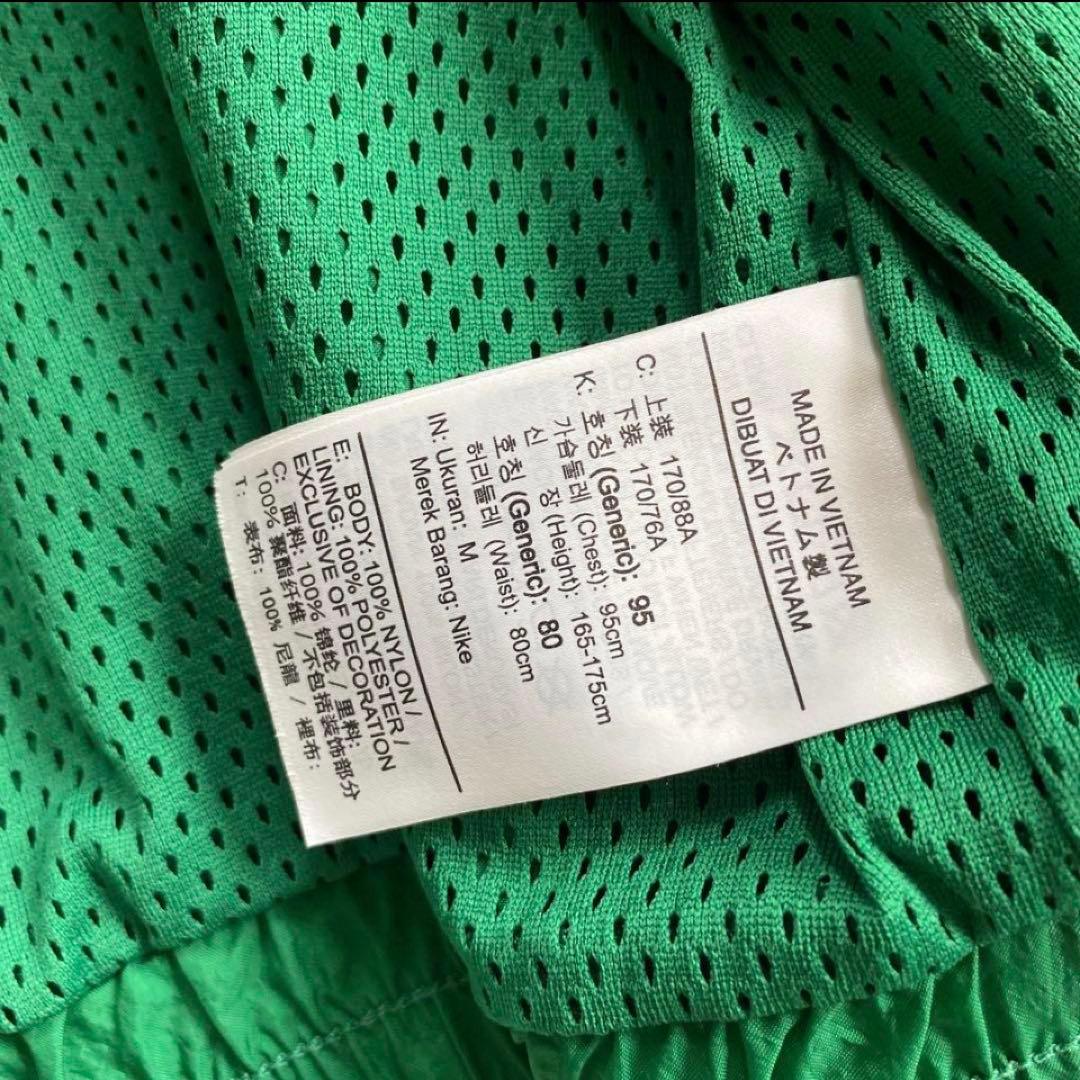 MADE IN VIETNAM
ベトナム製
DIBUAT DI VIETNAM
C: 上装 170/88A
下装 170/76A
K: 호칭 (Generic): 95
가슴둘레 (Chest): 95cm
신 장 (Height): 165-175cm
호칭 (Generic): 80
허리둘레 (Waist): 80cm
IN: Ukuran: M
Merek Barang: Nike
E: BODY: 100% NYLON /
LINING: 100% POLYESTER /
EXCLUSIVE OF DECORATION
C: 面料: 100% 锦纶 / 里料:
100% 聚酯纤维 / 不包括装饰部分
T: 表布: 100% 尼龍 / 裡布: